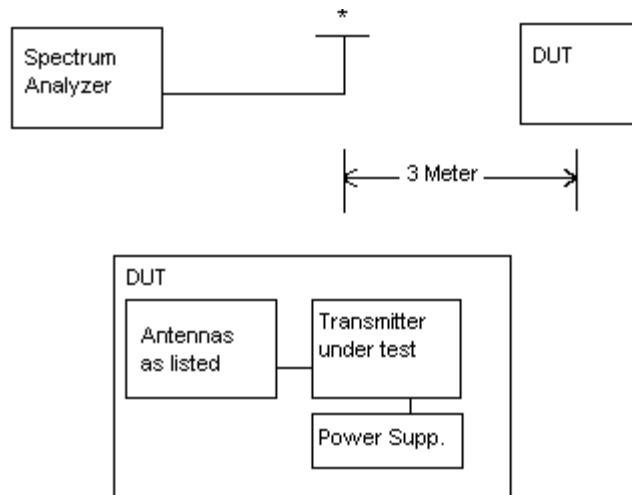 *
Spectrum
Analyzer
DUT
3 Meter
DUT
Antennas
as listed
Transmitter
under test
Power Supp.